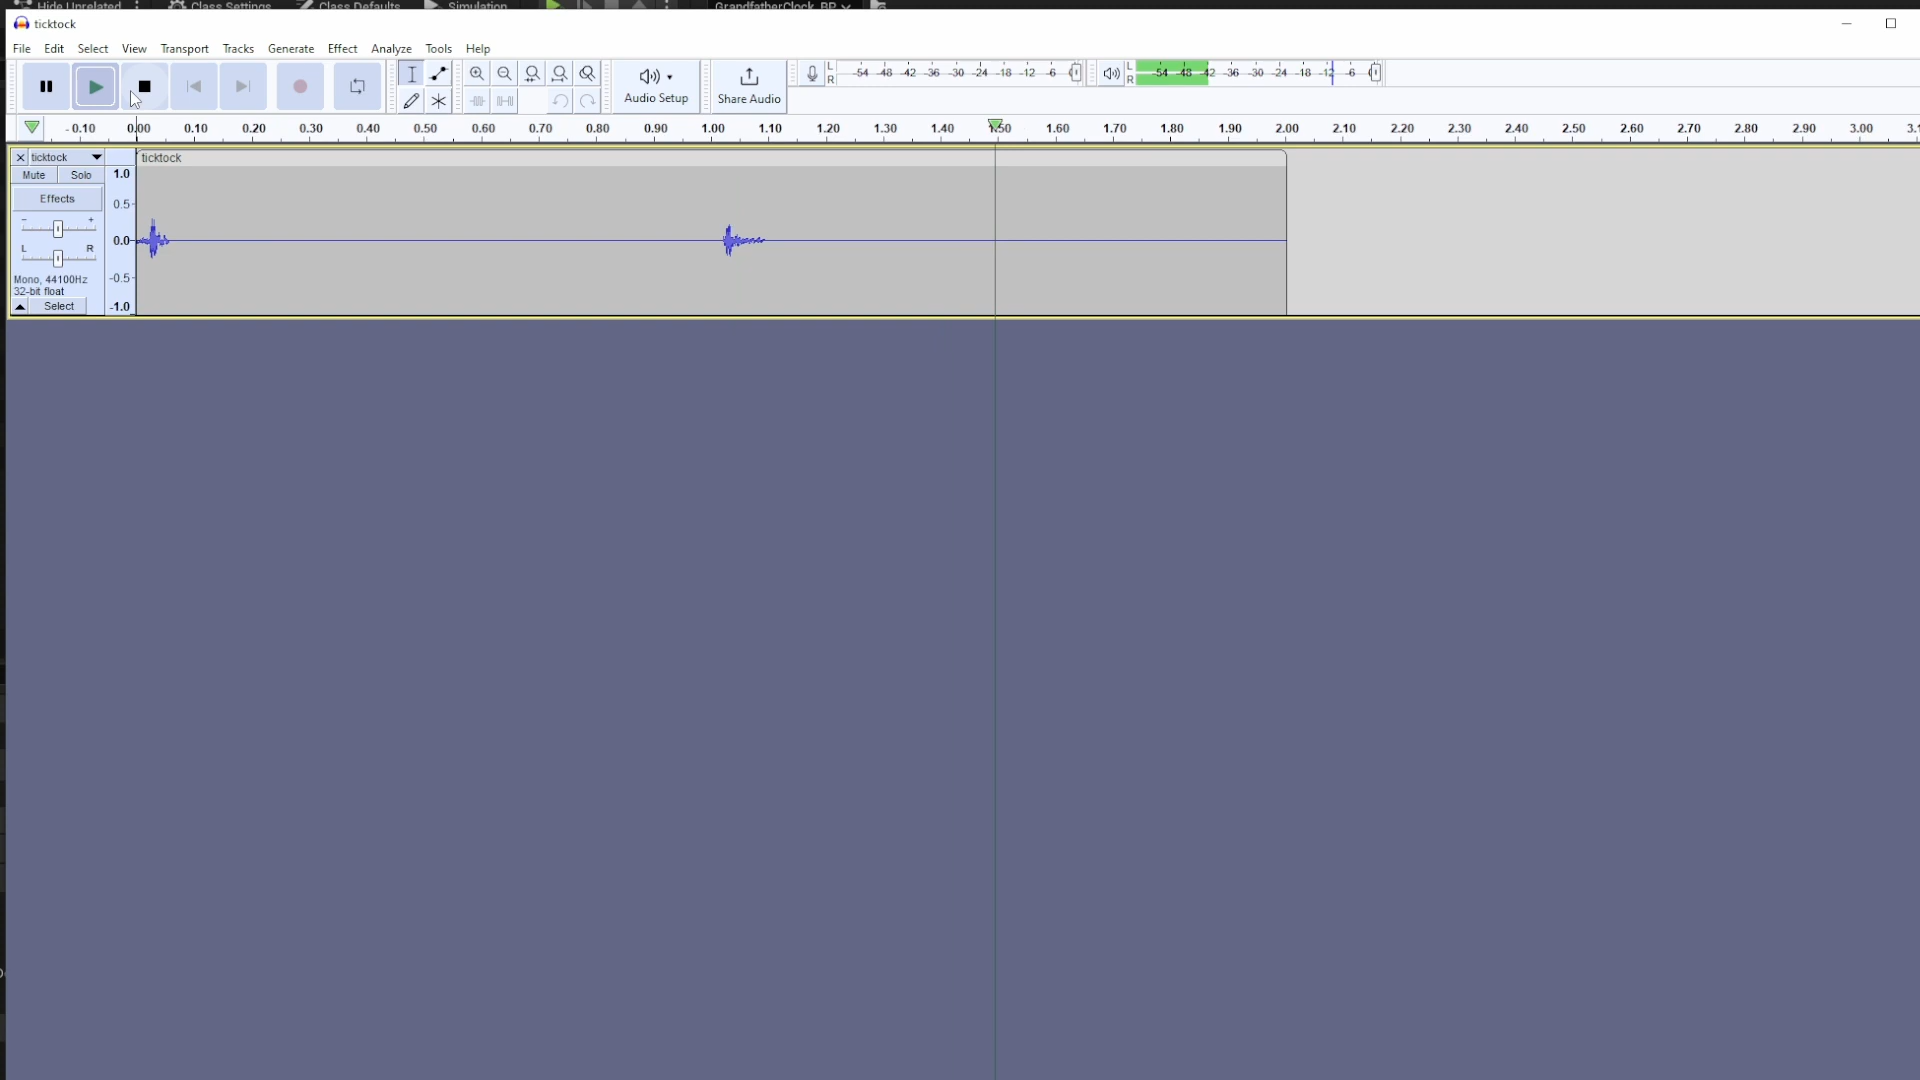 Hide Unrelated Class Settings Class Defaults Simulation GrandfatherClock_BP
ticktock
File Edit Select View Transport Tracks Generate Effect Analyze Tools Help
L -54 -48 -42 -36 -30 -24 -18 -12 -6 L -54 -48 -42 -36 -30 -24 -18 -12 -6
R R
Audio Setup Share Audio
-0.10 0.00 0.10 0.20 0.30 0.40 0.50 0.60 0.70 0.80 0.90 1.00 1.10 1.20 1.30 1.40 1.50 1.60 1.70 1.80 1.90 2.00 2.10 2.20 2.30 2.40 2.50 2.60 2.70 2.80 2.90 3.00
ticktock ticktock
Mute Solo 1.0
Effects 0.5
- +
L R 0.0
Mono, 44100Hz -0.5
32-bit float
Select -1.0